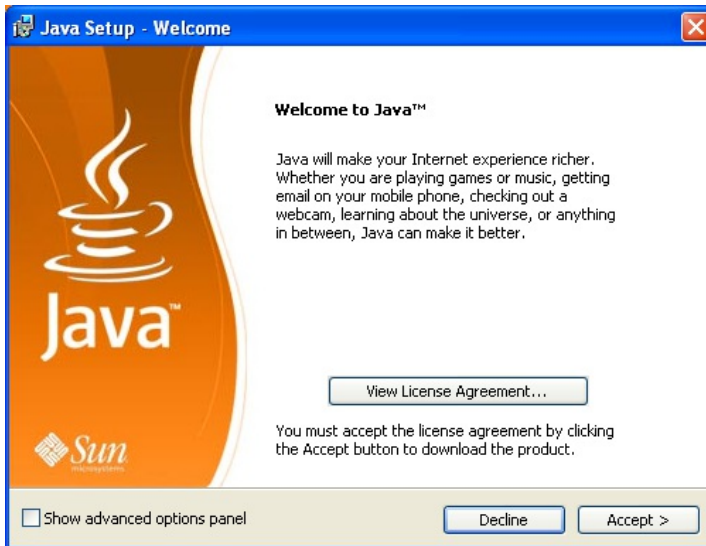 Java Setup - Welcome
Welcome to Java™
Java will make your Internet experience richer.
Whether you are playing games or music, getting
email on your mobile phone, checking out a
webcam, learning about the universe, or anything
in between, Java can make it better.
Java™
View License Agreement...
You must accept the license agreement by clicking
the Accept button to download the product.
Sun
microsystems
Show advanced options panel
Decline
Accept >